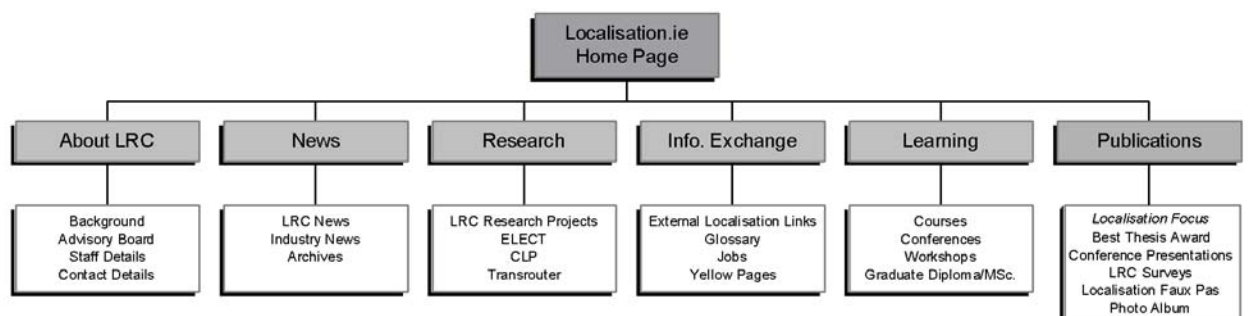 Localisation.ie
Home Page
About LRC
News
Research
Info. Exchange
Learning
Publications
Background
Advisory Board
Staff Details
Contact Details
LRC News
Industry News
Archives
LRC Research Projects
ELECT
CLP
Transrouter
External Localisation Links
Glossary
Jobs
Yellow Pages
Courses
Conferences
Workshops
Graduate Diploma/MSc.
Localisation Focus
Best Thesis Award
Conference Presentations
LRC Surveys
Localisation Faux Pas
Photo Album